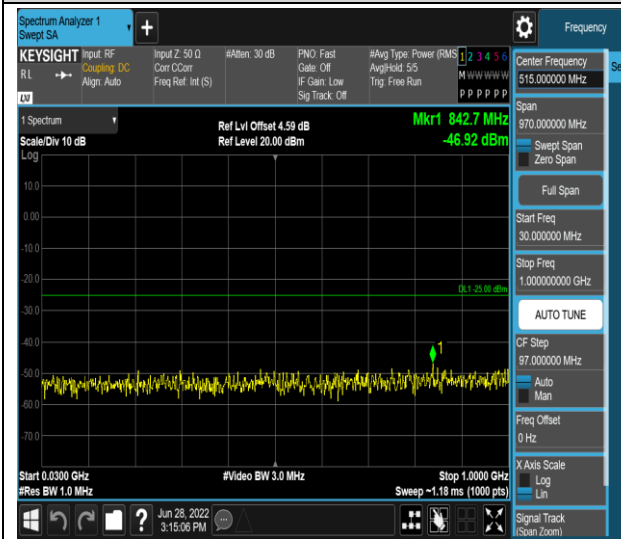 Spectrum Analyzer 1
Swept SA
Frequency
KEYSIGHT
RL
LXI
Input: RF
Coupling: DC
Align: Auto
Input Z: 50 Ω
Corr CCorr
Freq Ref: Int (S)
#Atten: 30 dB
PNO: Fast
Gate: Off
IF Gain: Low
Sig Track: Off
#Avg Type: Power (RMS
Avg|Hold: 5/5
Trig: Free Run
1 2 3 4 5 6
M W W W W W
P P P P P P
1 Spectrum
Scale/Div 10 dB
Log
Ref Lvl Offset 4.59 dB
Ref Level 20.00 dBm
Mkr1 842.7 MHz
-46.92 dBm
10.0
0.00
-10.0
-20.0
DL1 -25.00 dBm
-30.0
-40.0
1
-50.0
-60.0
-70.0
Start 0.0300 GHz
#Res BW 1.0 MHz
#Video BW 3.0 MHz
Stop 1.0000 GHz
Sweep ~1.18 ms (1000 pts)
Jun 28, 2022
3:15:06 PM
Center Frequency
515.000000 MHz
Se
Span
970.000000 MHz
Swept Span
Zero Span
Full Span
Start Freq
30.000000 MHz
Stop Freq
1.000000000 GHz
AUTO TUNE
CF Step
97.000000 MHz
Auto
Man
Freq Offset
0 Hz
X Axis Scale
Log
Lin
Signal Track
(Span Zoom)